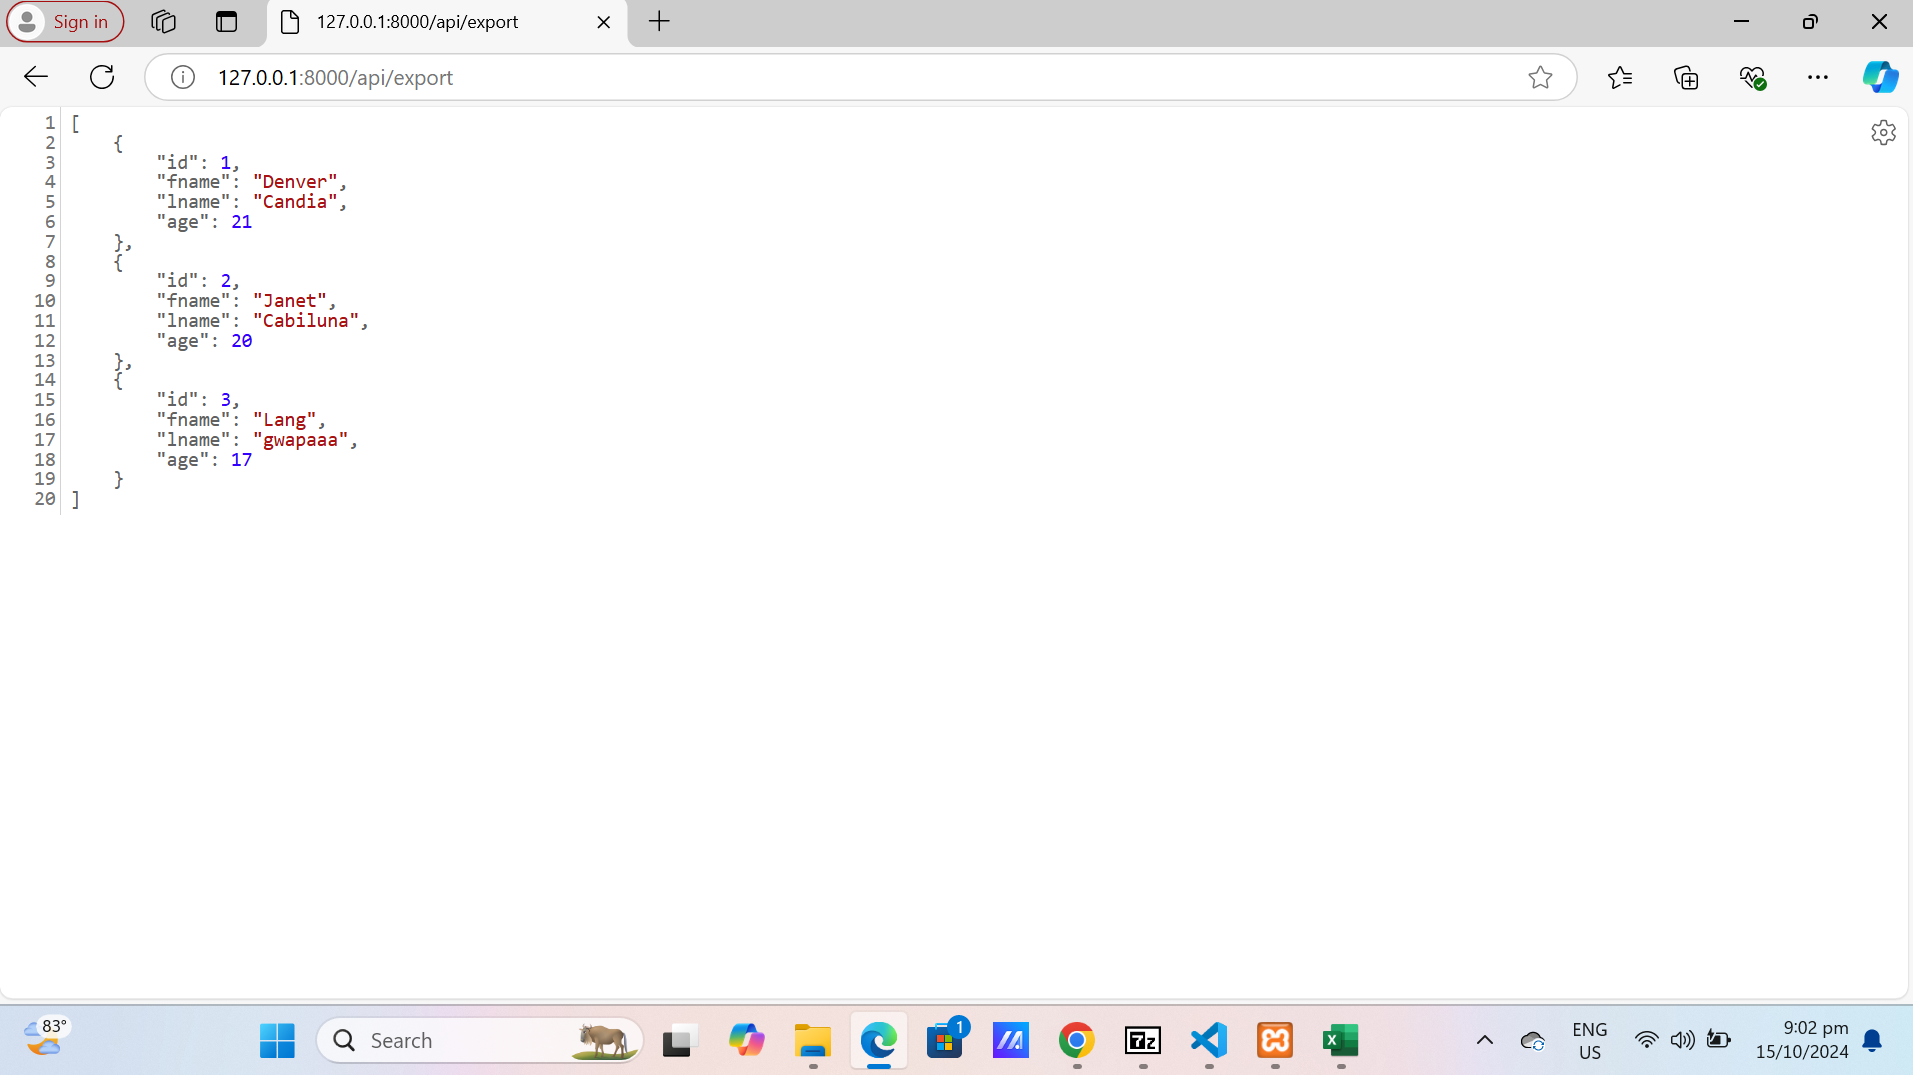 Sign in
127.0.0.1:8000/api/export
127.0.0.1:8000/api/export
1 [
2 {
3 "id": 1,
4 "fname": "Denver",
5 "lname": "Candia",
6 "age": 21
7 },
8 {
9 "id": 2,
10 "fname": "Janet",
11 "lname": "Cabiluna",
12 "age": 20
13 },
14 {
15 "id": 3,
16 "fname": "Lang",
17 "lname": "gwapaaa",
18 "age": 17
19 }
20 ]
83°
Search
1
7z
X
ENG
US
9:02 pm
15/10/2024